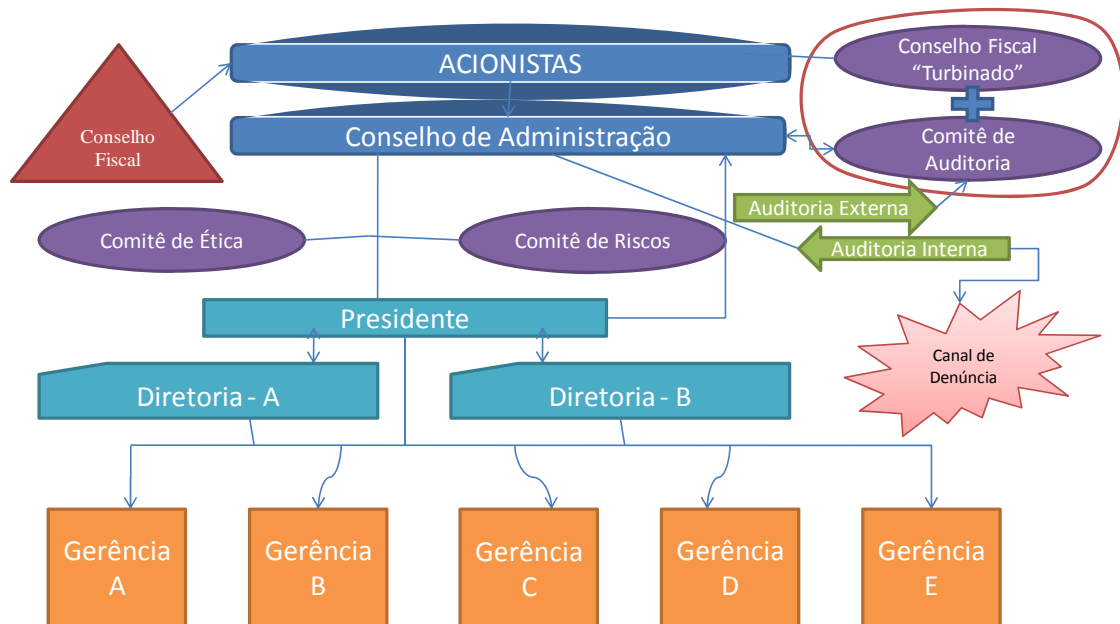 ACIONISTAS
Conselho Fiscal
“Turbinado”
Conselho
Fiscal
Conselho de Administração
Comitê de
Auditoria
Auditoria Externa
Comitê de Ética
Comitê de Riscos
Auditoria Interna
Presidente
Canal de
Denúncia
Diretoria - A
Diretoria - B
Gerência
A
Gerência
B
Gerência
C
Gerência
D
Gerência
E